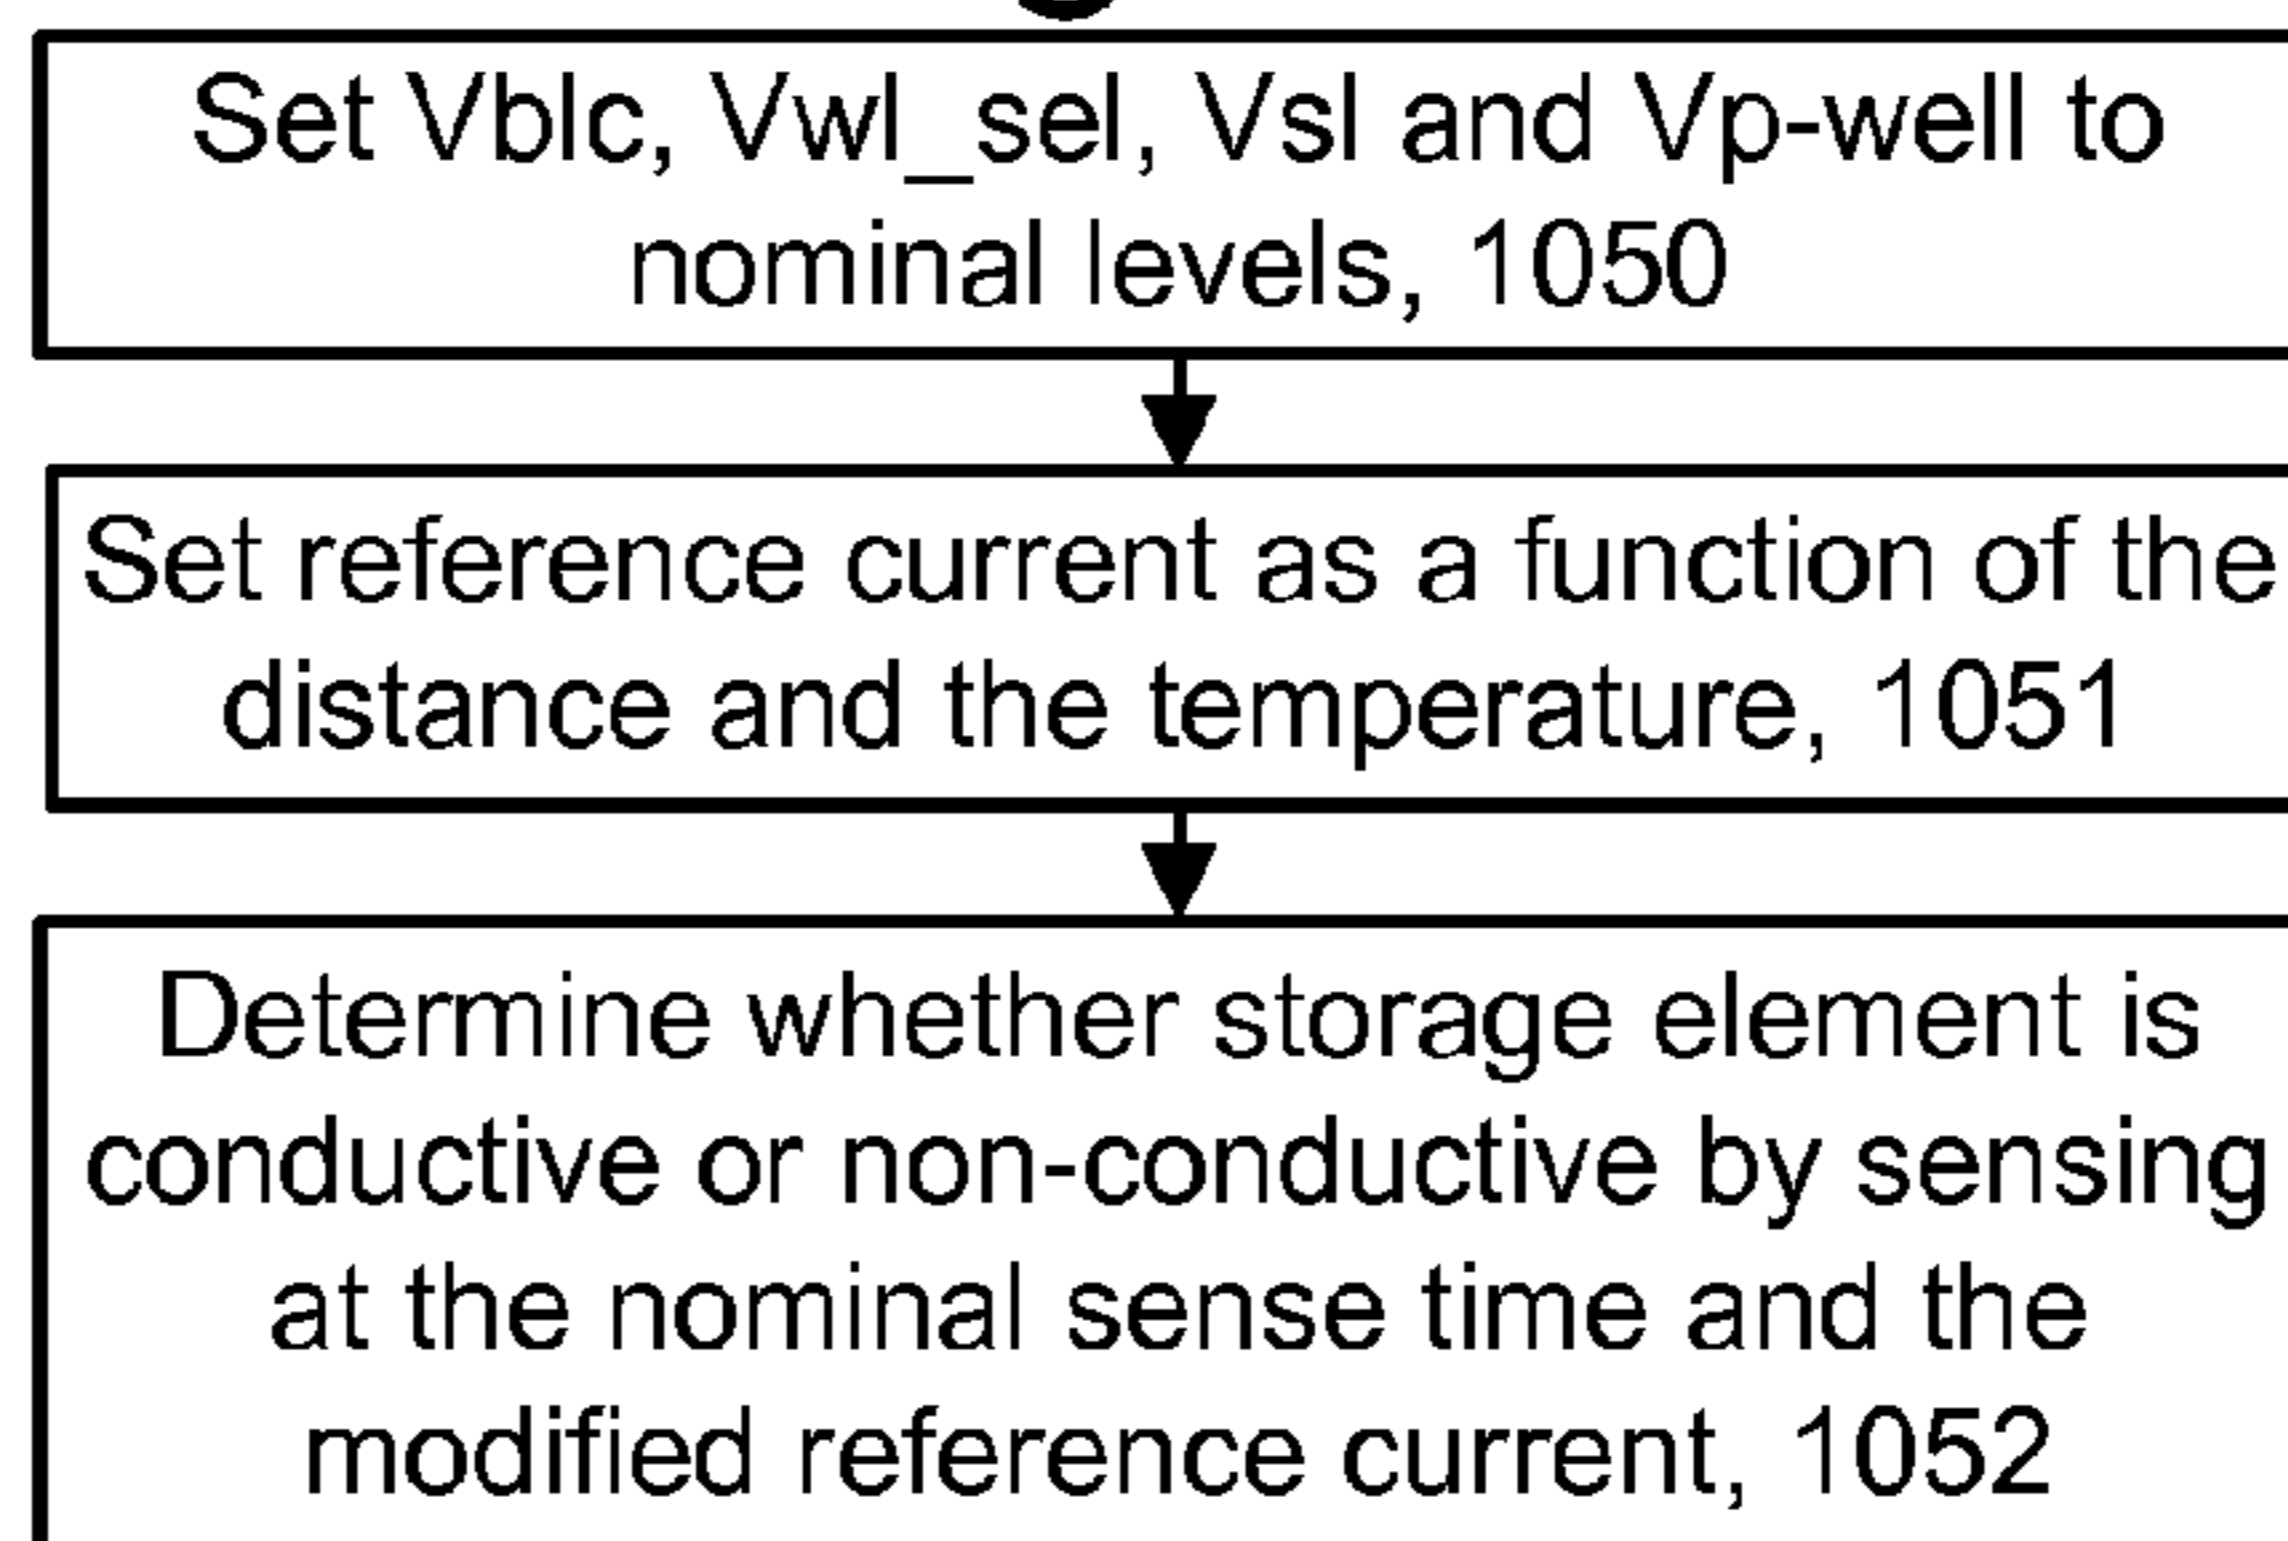 Set Vblc, Vwl_sel, Vsl and Vp-well to
nominal levels, 1050
Set reference current as a function of the
distance and the temperature, 1051
Determine whether storage element is
conductive or non-conductive by sensing
at the nominal sense time and the
modified reference current, 1052